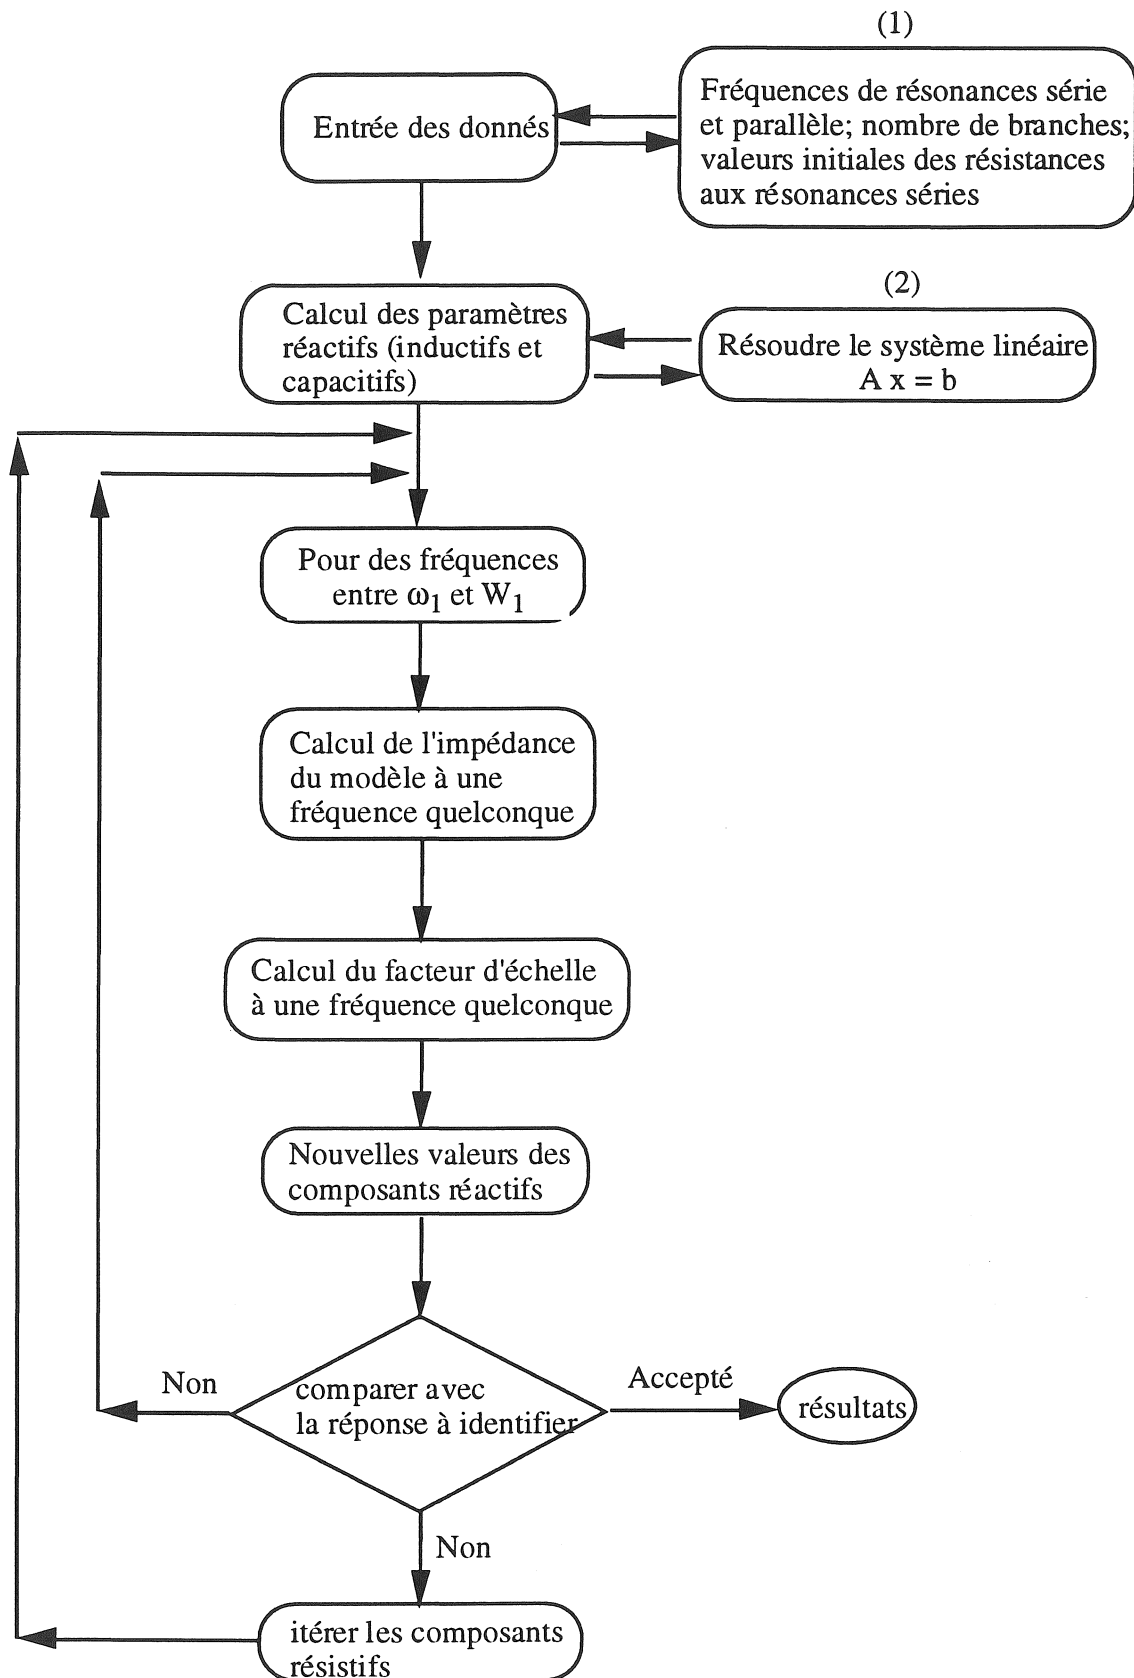 (1)
Entrée des donnés
Fréquences de résonances série
et parallèle; nombre de branches;
valeurs initiales des résistances
aux résonances séries
(2)
Calcul des paramètres
réactifs (inductifs et
capacitifs)
Résoudre le système linéaire
A x = b
Pour des fréquences
entre ω1 et W1
Calcul de l'impédance
du modèle à une
fréquence quelconque
Calcul du facteur d'échelle
à une fréquence quelconque
Nouvelles valeurs des
composants réactifs
Non
comparer avec
la réponse à identifier
Accepté
résultats
Non
itérer les composants
résistifs